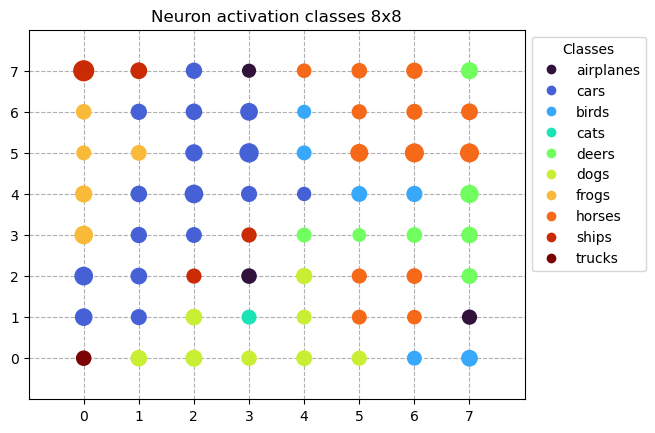 Neuron activation classes 8x8
7
6
5
4
3
2
1
0
0 1 2 3 4 5 6 7
Classes
airplanes
cars
birds
cats
deers
dogs
frogs
horses
ships
trucks